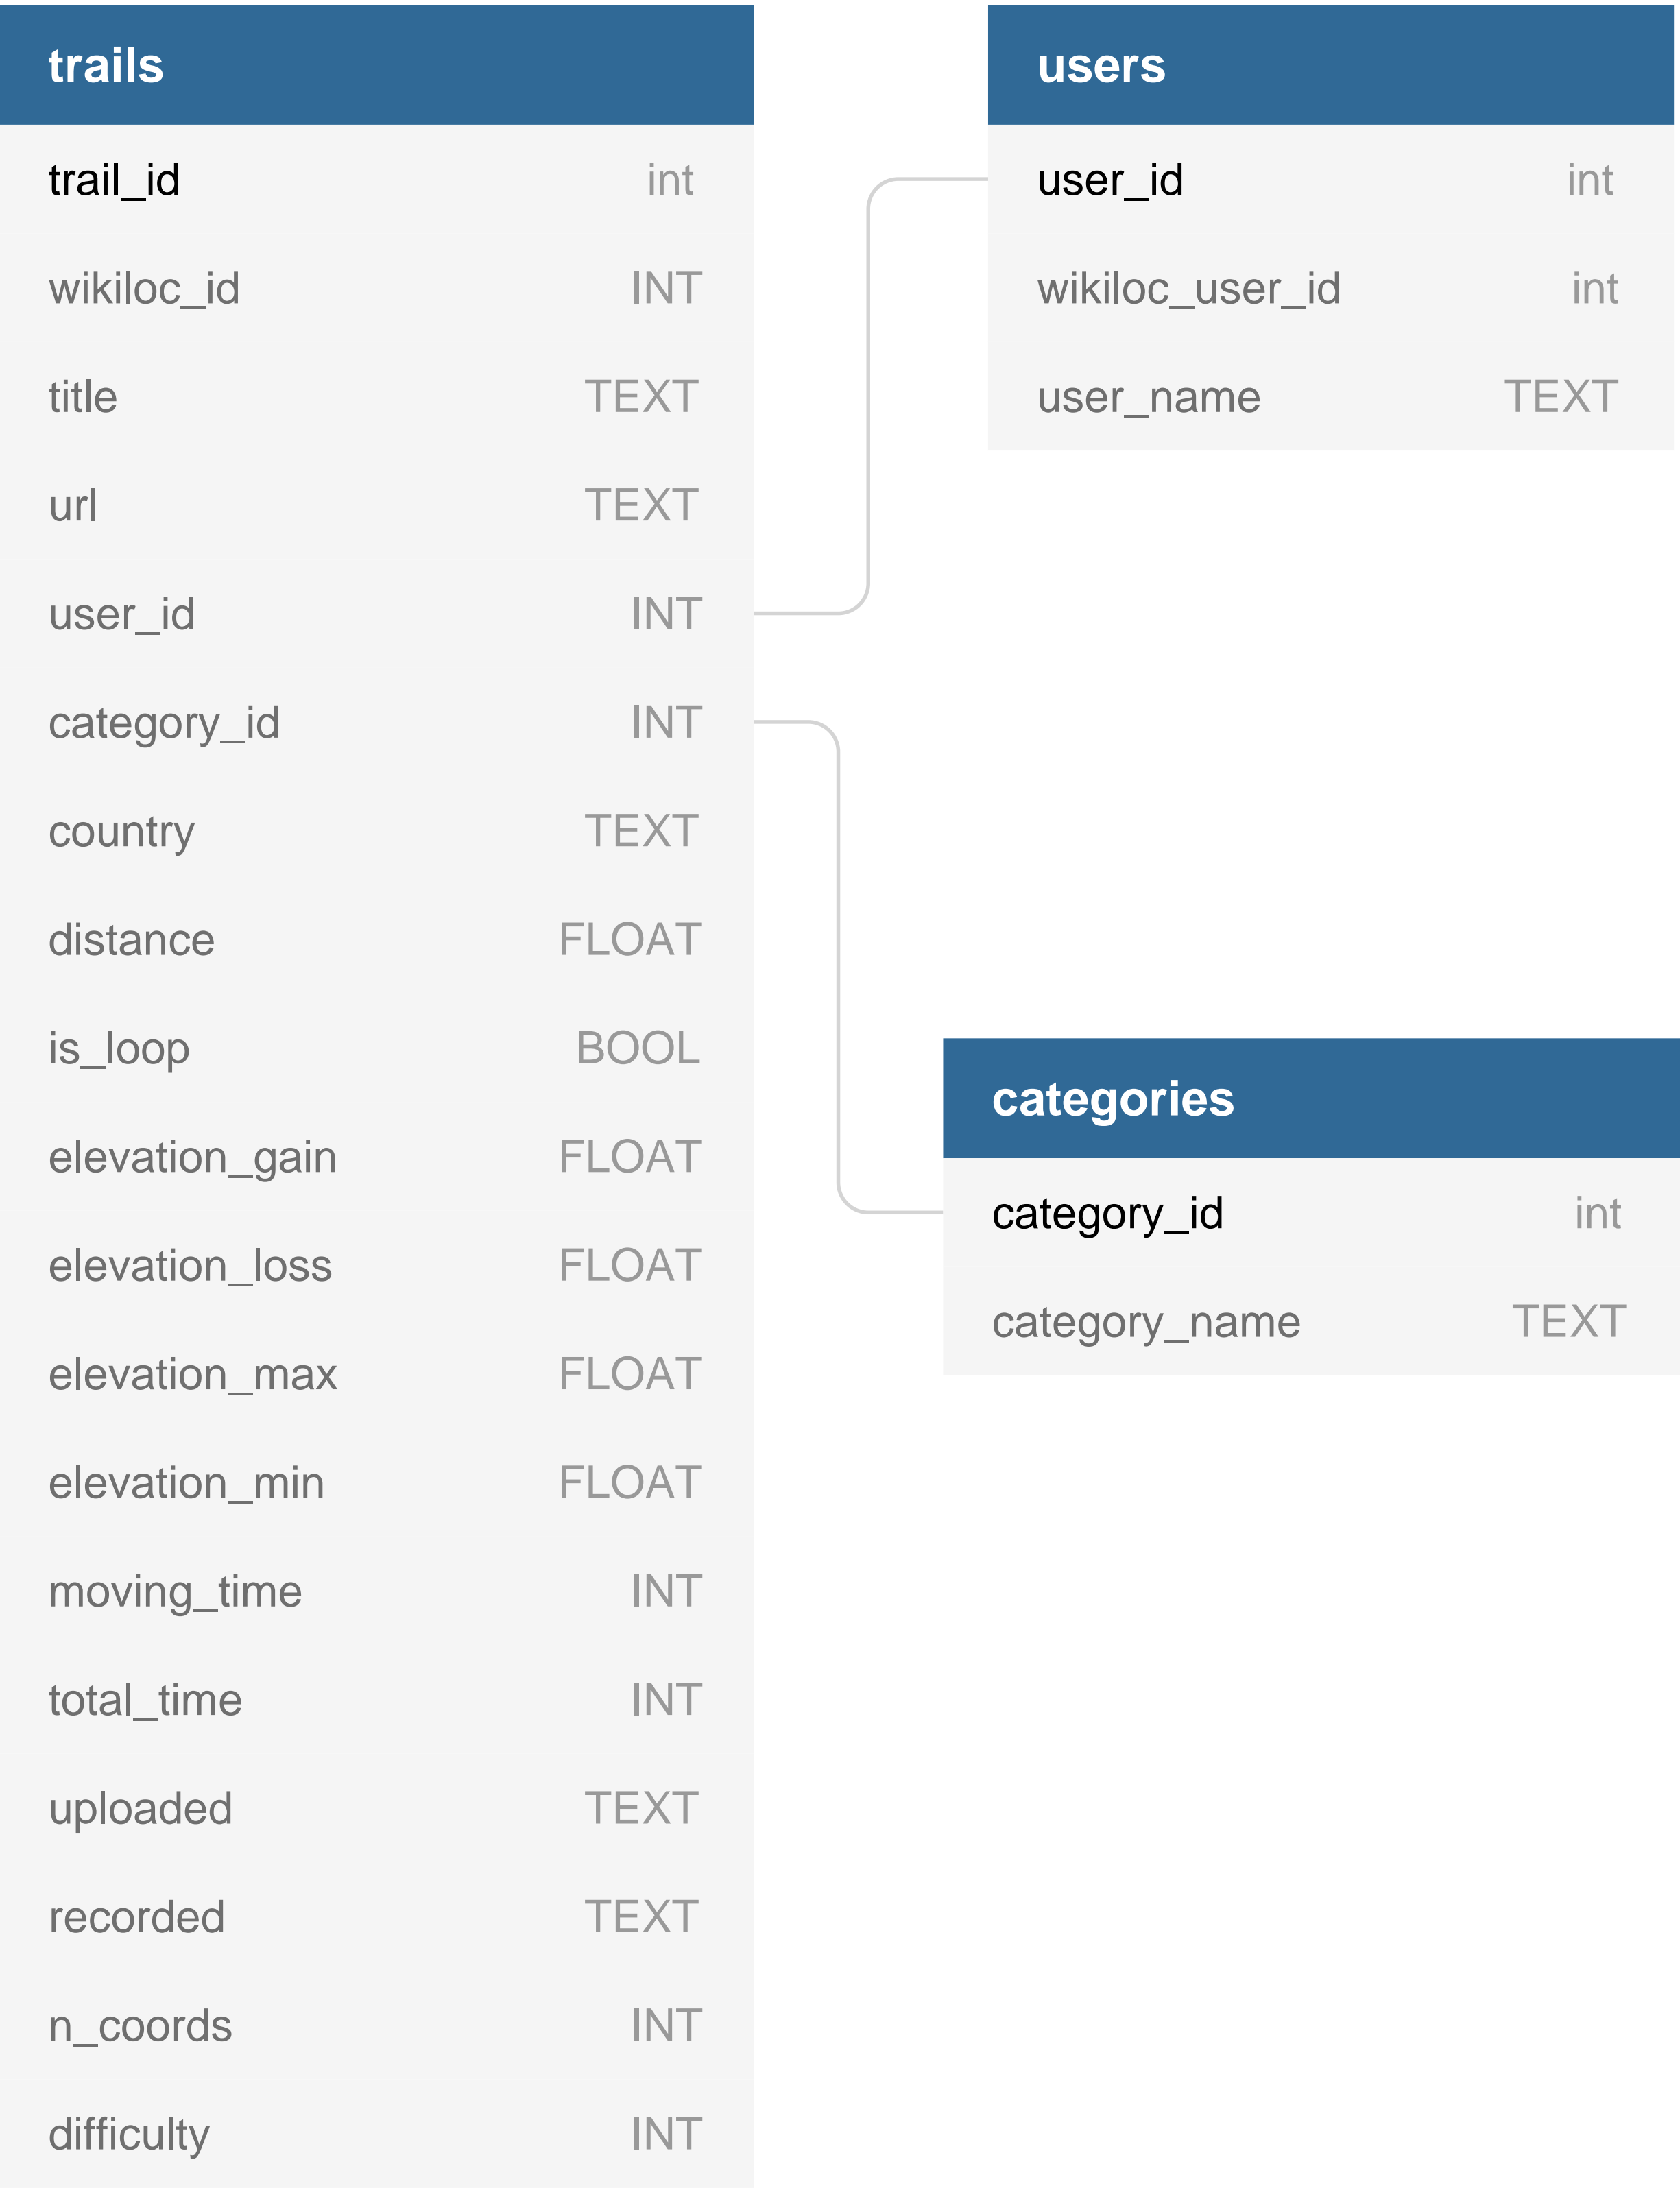 trails
trail_id int
wikiloc_id INT
title TEXT
url TEXT
user_id INT
category_id INT
country TEXT
distance FLOAT
is_loop BOOL
elevation_gain FLOAT
elevation_loss FLOAT
elevation_max FLOAT
elevation_min FLOAT
moving_time INT
total_time INT
uploaded TEXT
recorded TEXT
n_coords INT
difficulty INT
users
user_id int
wikiloc_user_id int
user_name TEXT
categories
category_id int
category_name TEXT